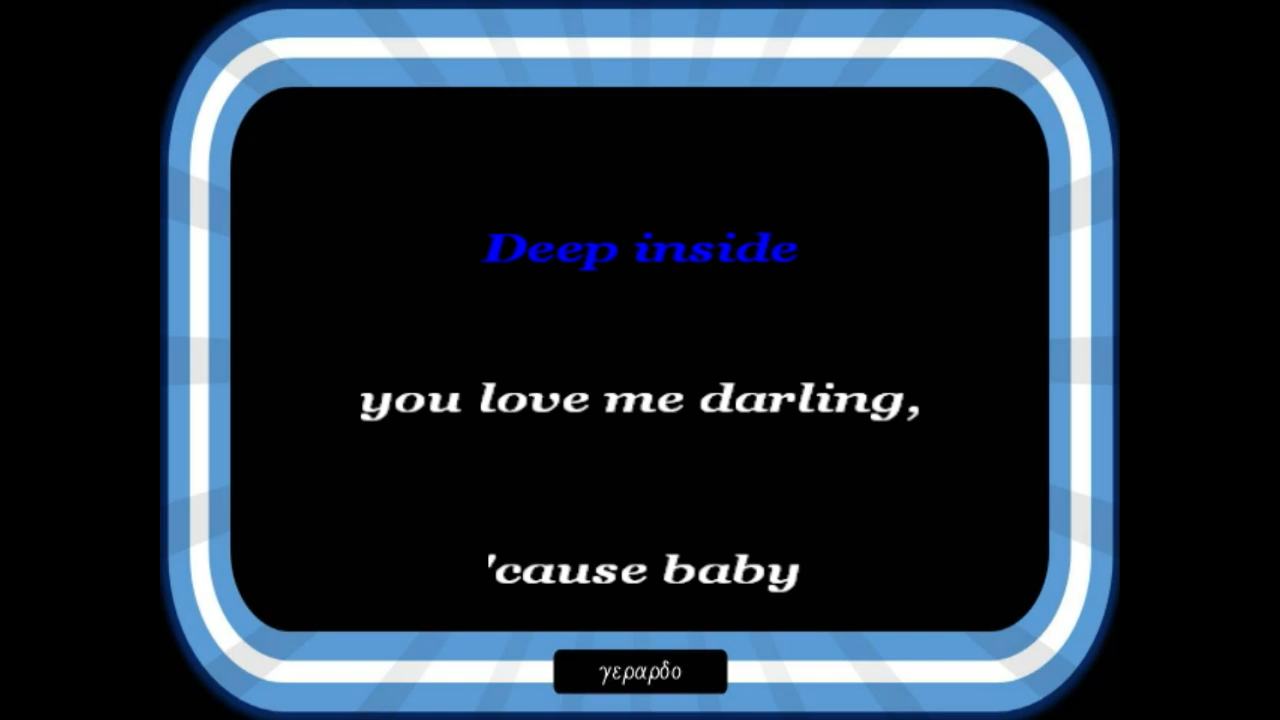 Deep inside
you love me darling,
'cause baby
γεραρδο